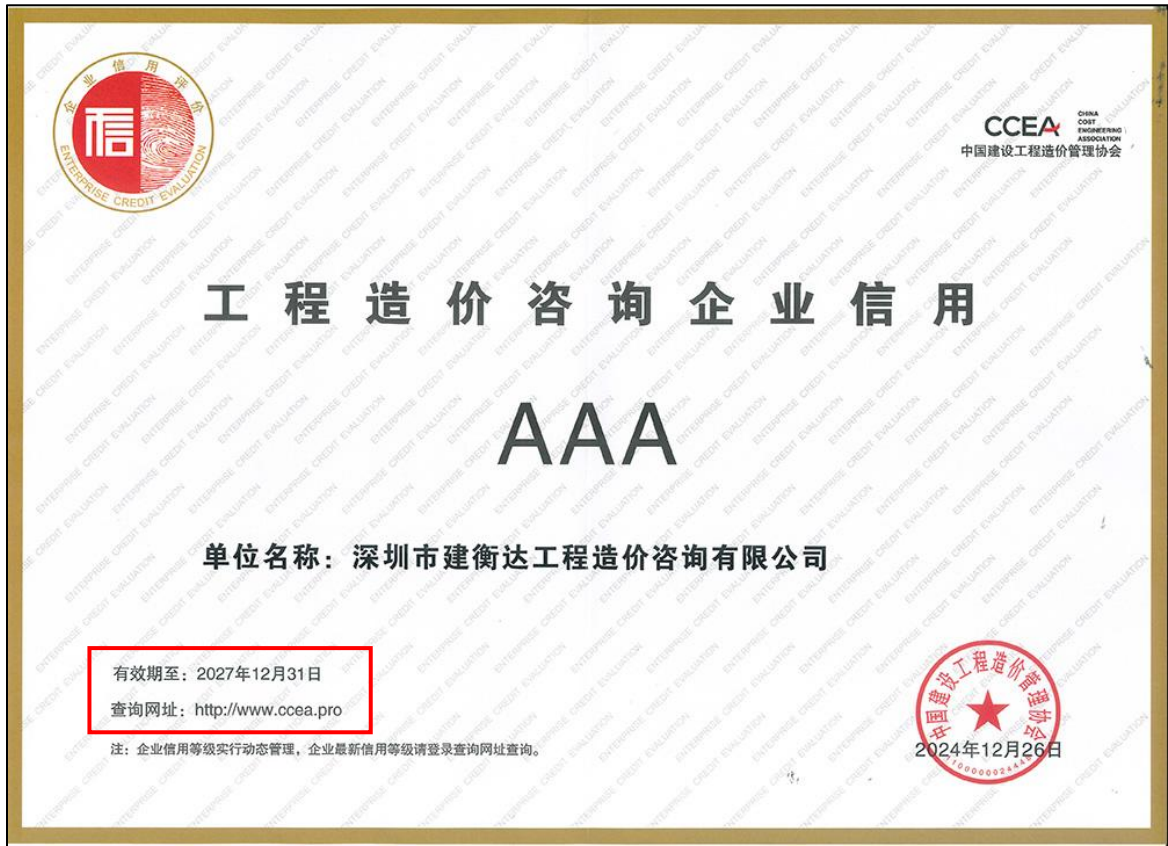 企业信用评价
信
ENTERPRISE CREDIT EVALUATION
CCEA
CHINA
COST
ENGINEERING
ASSOCIATION
中国建设工程造价管理协会
工程造价咨询企业信用
AAA
单位名称：深圳市建衡达工程造价咨询有限公司
有效期至：2027年12月31日
查询网址：http://www.ccea.pro
注：企业信用等级实行动态管理，企业最新信用等级请登录查询网址查询。
中国建设工程造价管理协会
2024年12月26日